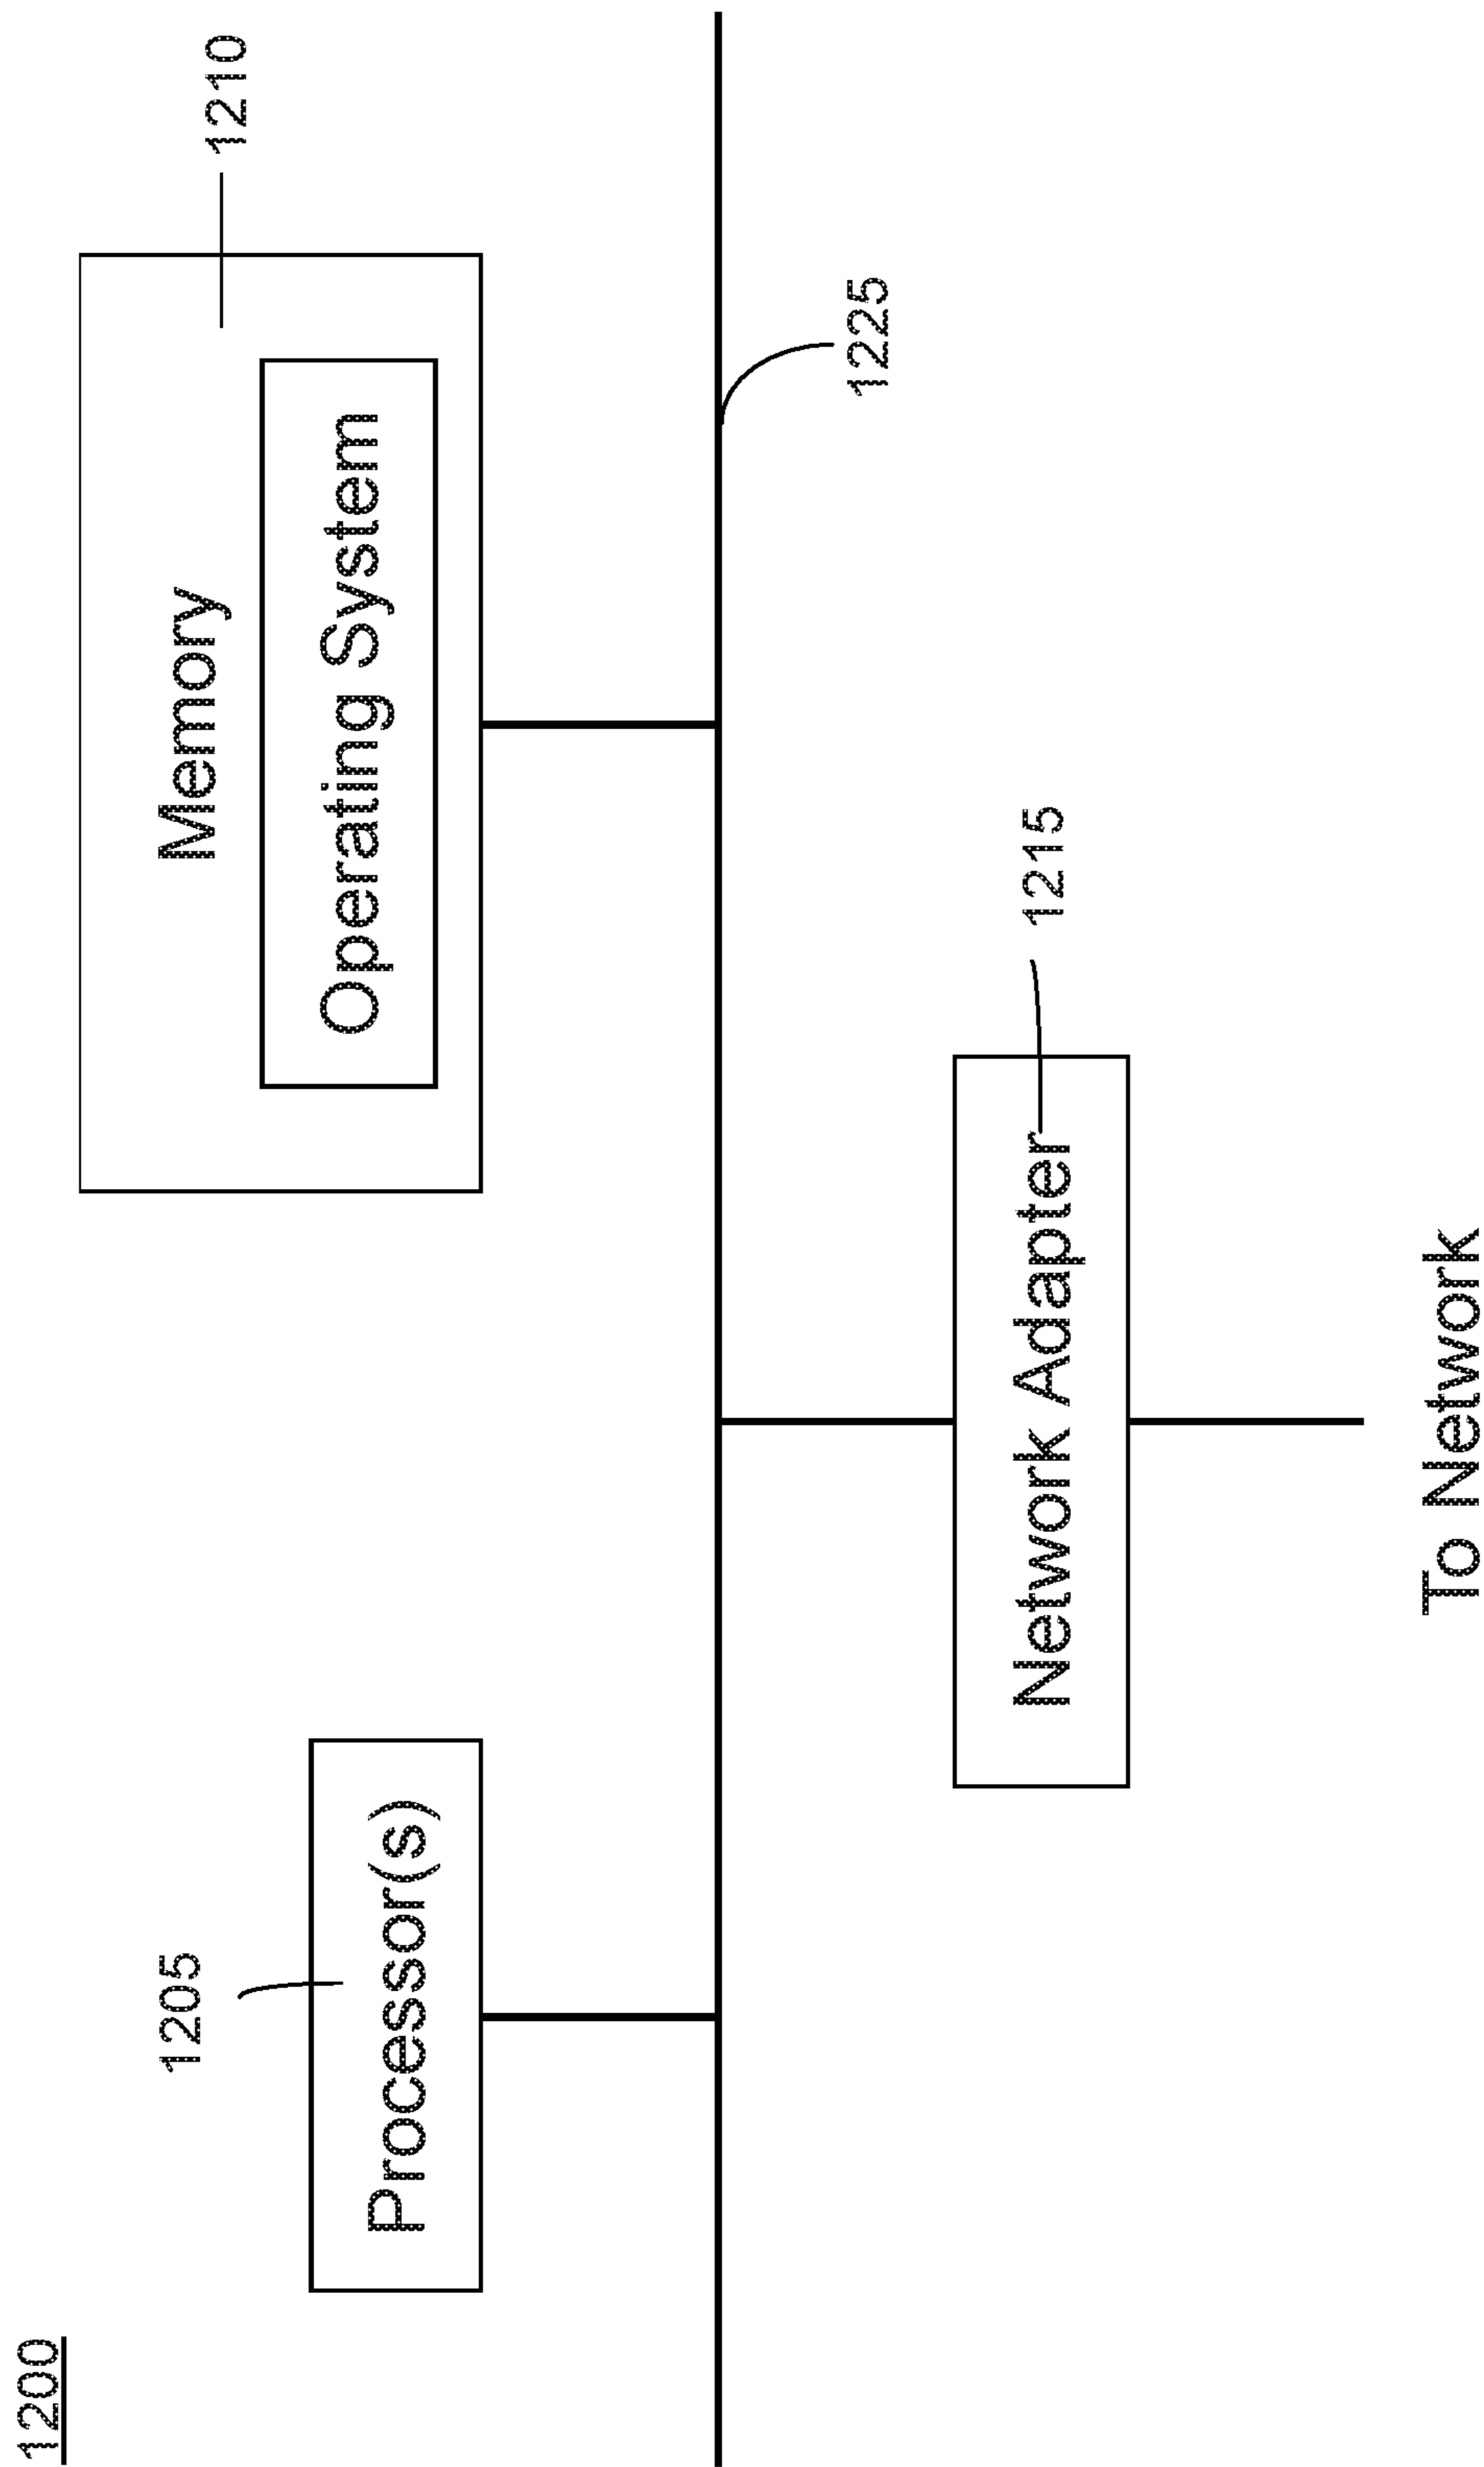 1200
1205
Processor(s)
1210
Memory
Operating System
1225
1215
Network Adapter
To Network